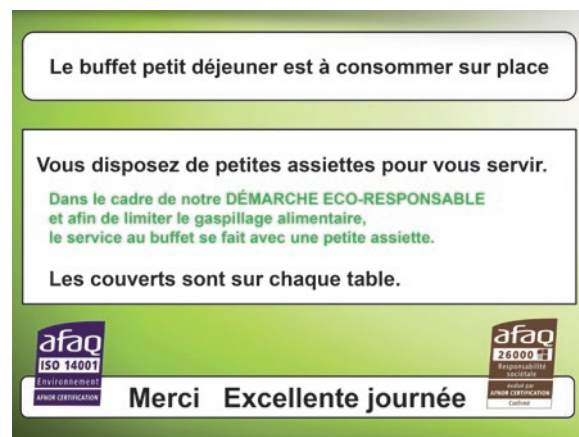 Le buffet petit déjeuner est à consommer sur place
Vous disposez de petites assiettes pour vous servir.
Dans le cadre de notre DÉMARCHE ECO-RESPONSABLE
et afin de limiter le gaspillage alimentaire,
le service au buffet se fait avec une petite assiette.
Les couverts sont sur chaque table.
afaq
ISO 14001
Environnement
AFNOR CERTIFICATION
Merci Excellente journée
afaq
26000
Responsabilité
sociétale
évalué par
AFNOR CERTIFICATION
Confirmé